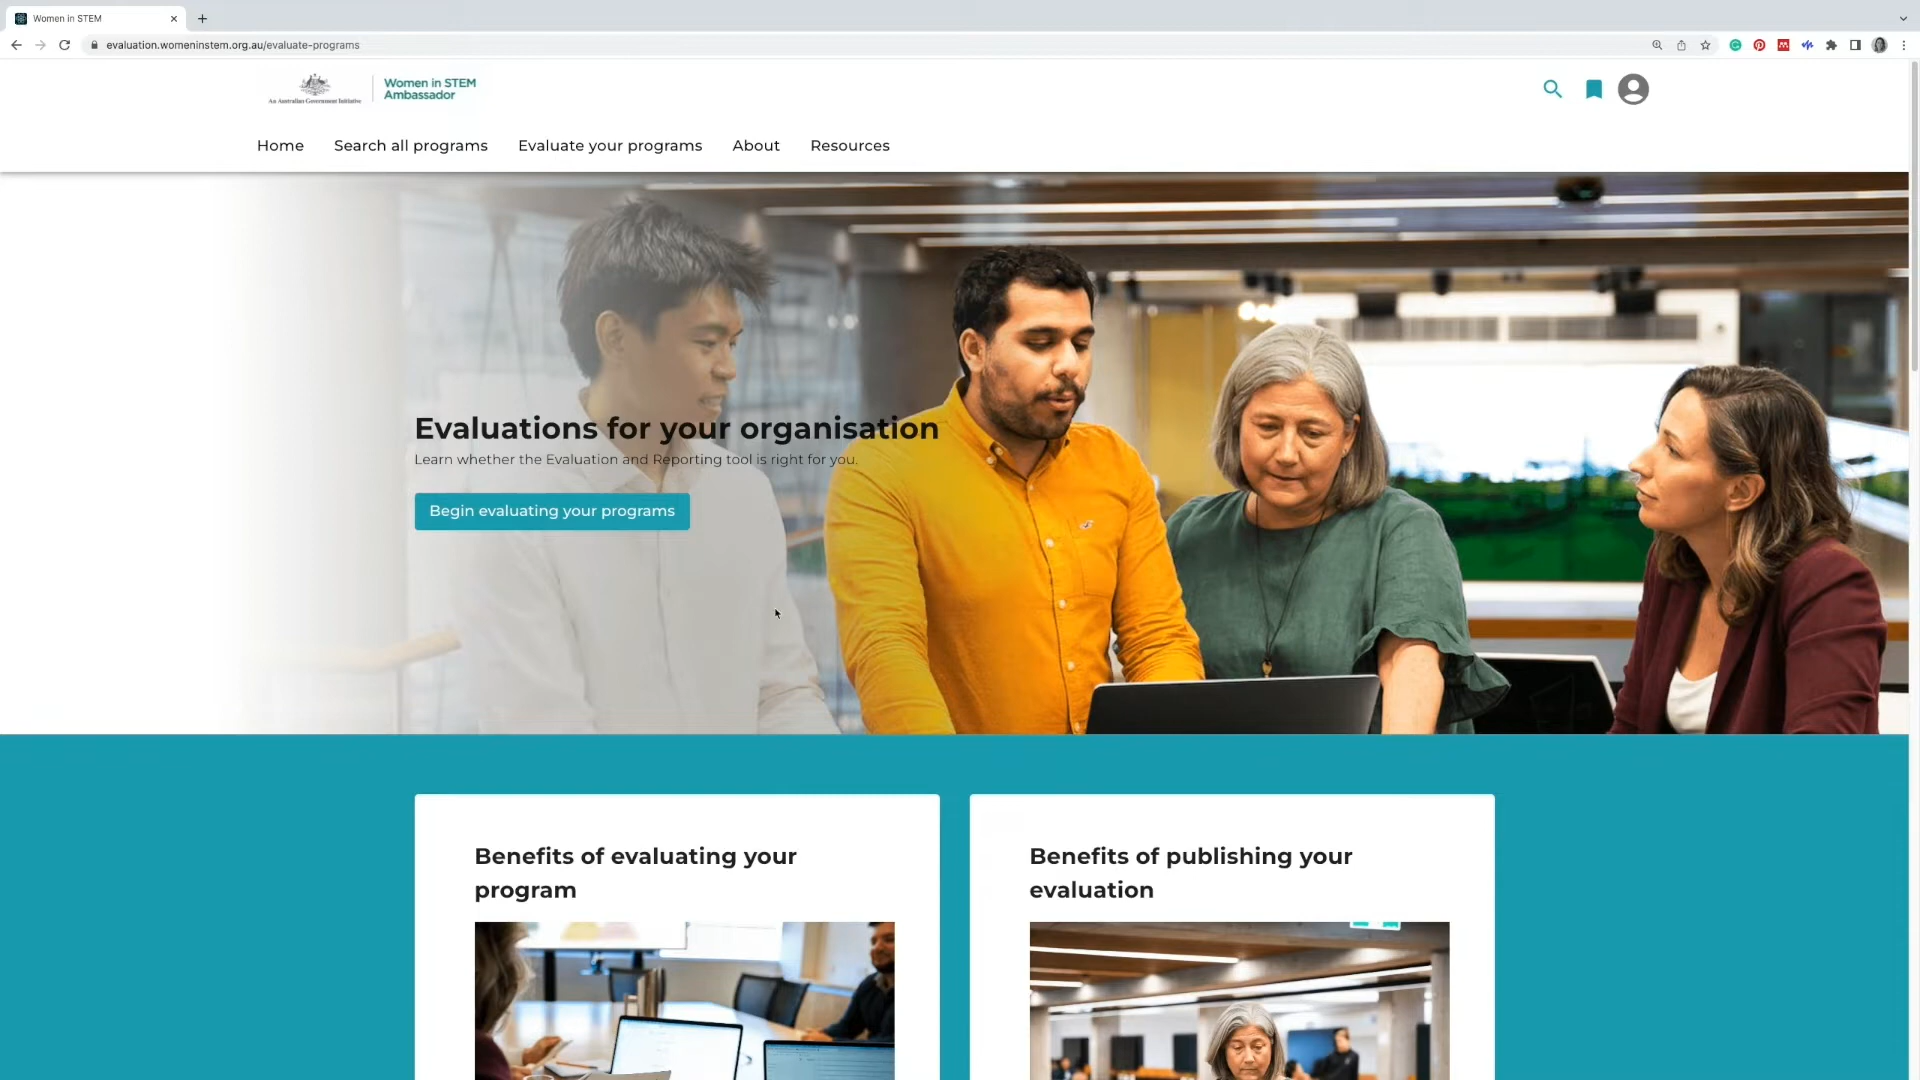 Women in STEM
evaluation.womeninstem.org.au/evaluate-programs
An Australian Government Initiative
Women in STEM
Ambassador
Home Search all programs Evaluate your programs About Resources
Evaluations for your organisation
Learn whether the Evaluation and Reporting tool is right for you.
Begin evaluating your programs
Benefits of evaluating your
program
Benefits of publishing your
evaluation